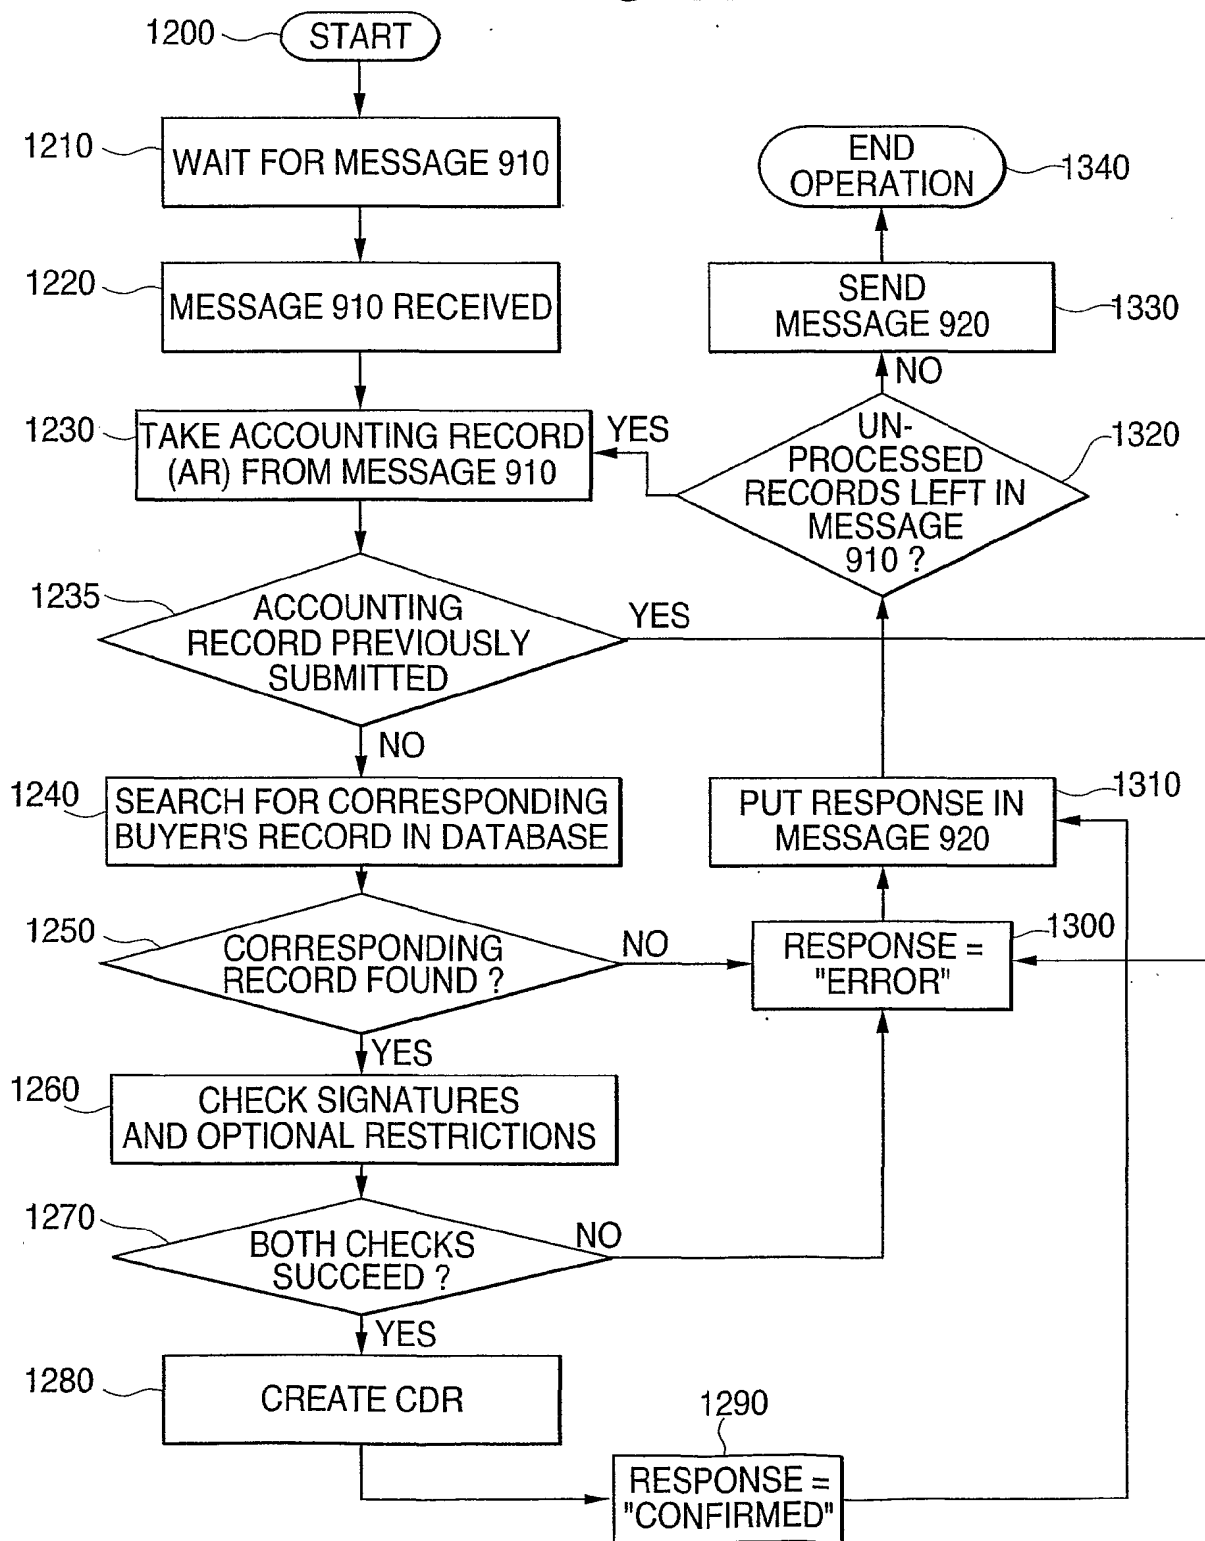 1200
START
1210
WAIT FOR MESSAGE 910
1220
MESSAGE 910 RECEIVED
1230
TAKE ACCOUNTING RECORD
(AR) FROM MESSAGE 910
1235
ACCOUNTING
RECORD PREVIOUSLY
SUBMITTED
YES
NO
1240
SEARCH FOR CORRESPONDING
BUYER'S RECORD IN DATABASE
1250
CORRESPONDING
RECORD FOUND ?
NO
YES
1260
CHECK SIGNATURES
AND OPTIONAL RESTRICTIONS
1270
BOTH CHECKS
SUCCEED ?
NO
YES
1280
CREATE CDR
1290
RESPONSE =
"CONFIRMED"
1300
RESPONSE =
"ERROR"
1310
PUT RESPONSE IN
MESSAGE 920
1320
UN-
PROCESSED
RECORDS LEFT IN
MESSAGE
910 ?
YES
NO
1330
SEND
MESSAGE 920
1340
END
OPERATION